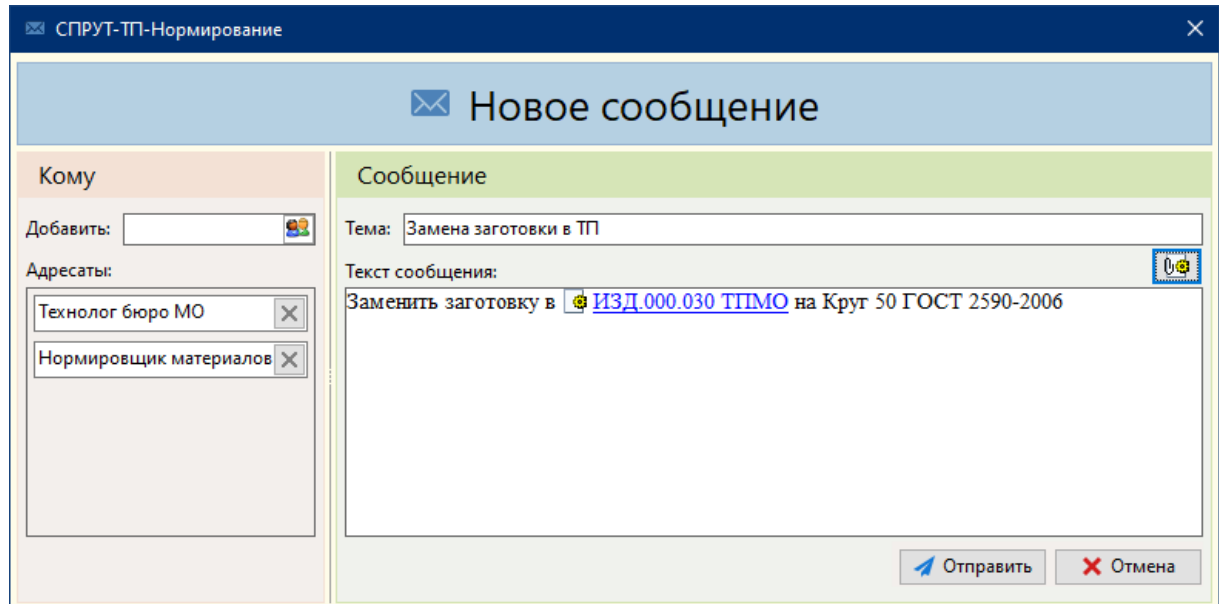 СПРУТ-ТП-Нормирование
Новое сообщение
Кому
Добавить:
Адресаты:
Технолог бюро МО
Нормировщик материалов
Сообщение
Тема: Замена заготовки в ТП
Текст сообщения:
Заменить заготовку в ИЗД.000.030 ТПМО на Круг 50 ГОСТ 2590-2006
Отправить
Отмена